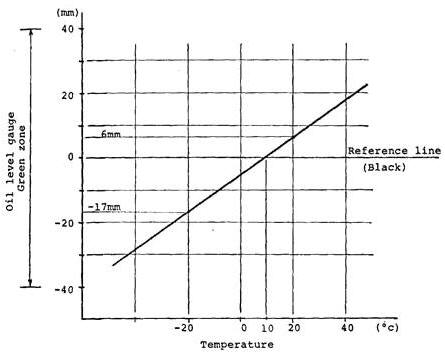 (mm)
40
20
6mm
0
-17mm
-20
-40
Oil level gauge
Green zone
Reference line
(Black)
-20
0
10
20
40
(°c)
Temperature